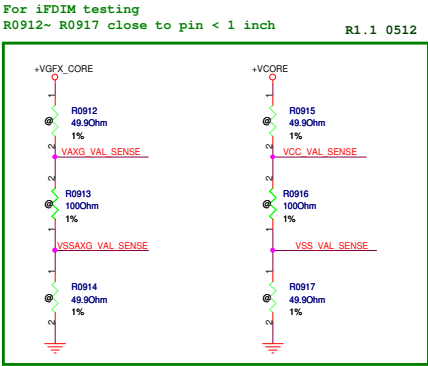 For iFDIM testing
R0912~ R0917 close to pin < 1 inch
R1.1 0512
+VGFX_CORE
1
R0912
@
49.9Ohm
1%
2
VAXG_VAL_SENSE
2
R0913
@
100Ohm
1%
1
VSSAXG_VAL_SENSE
1
R0914
@
49.9Ohm
1%
2
+VCORE
1
R0915
@
49.9Ohm
1%
2
VCC_VAL_SENSE
2
R0916
@
100Ohm
1%
1
VSS_VAL_SENSE
1
R0917
@
49.9Ohm
1%
2